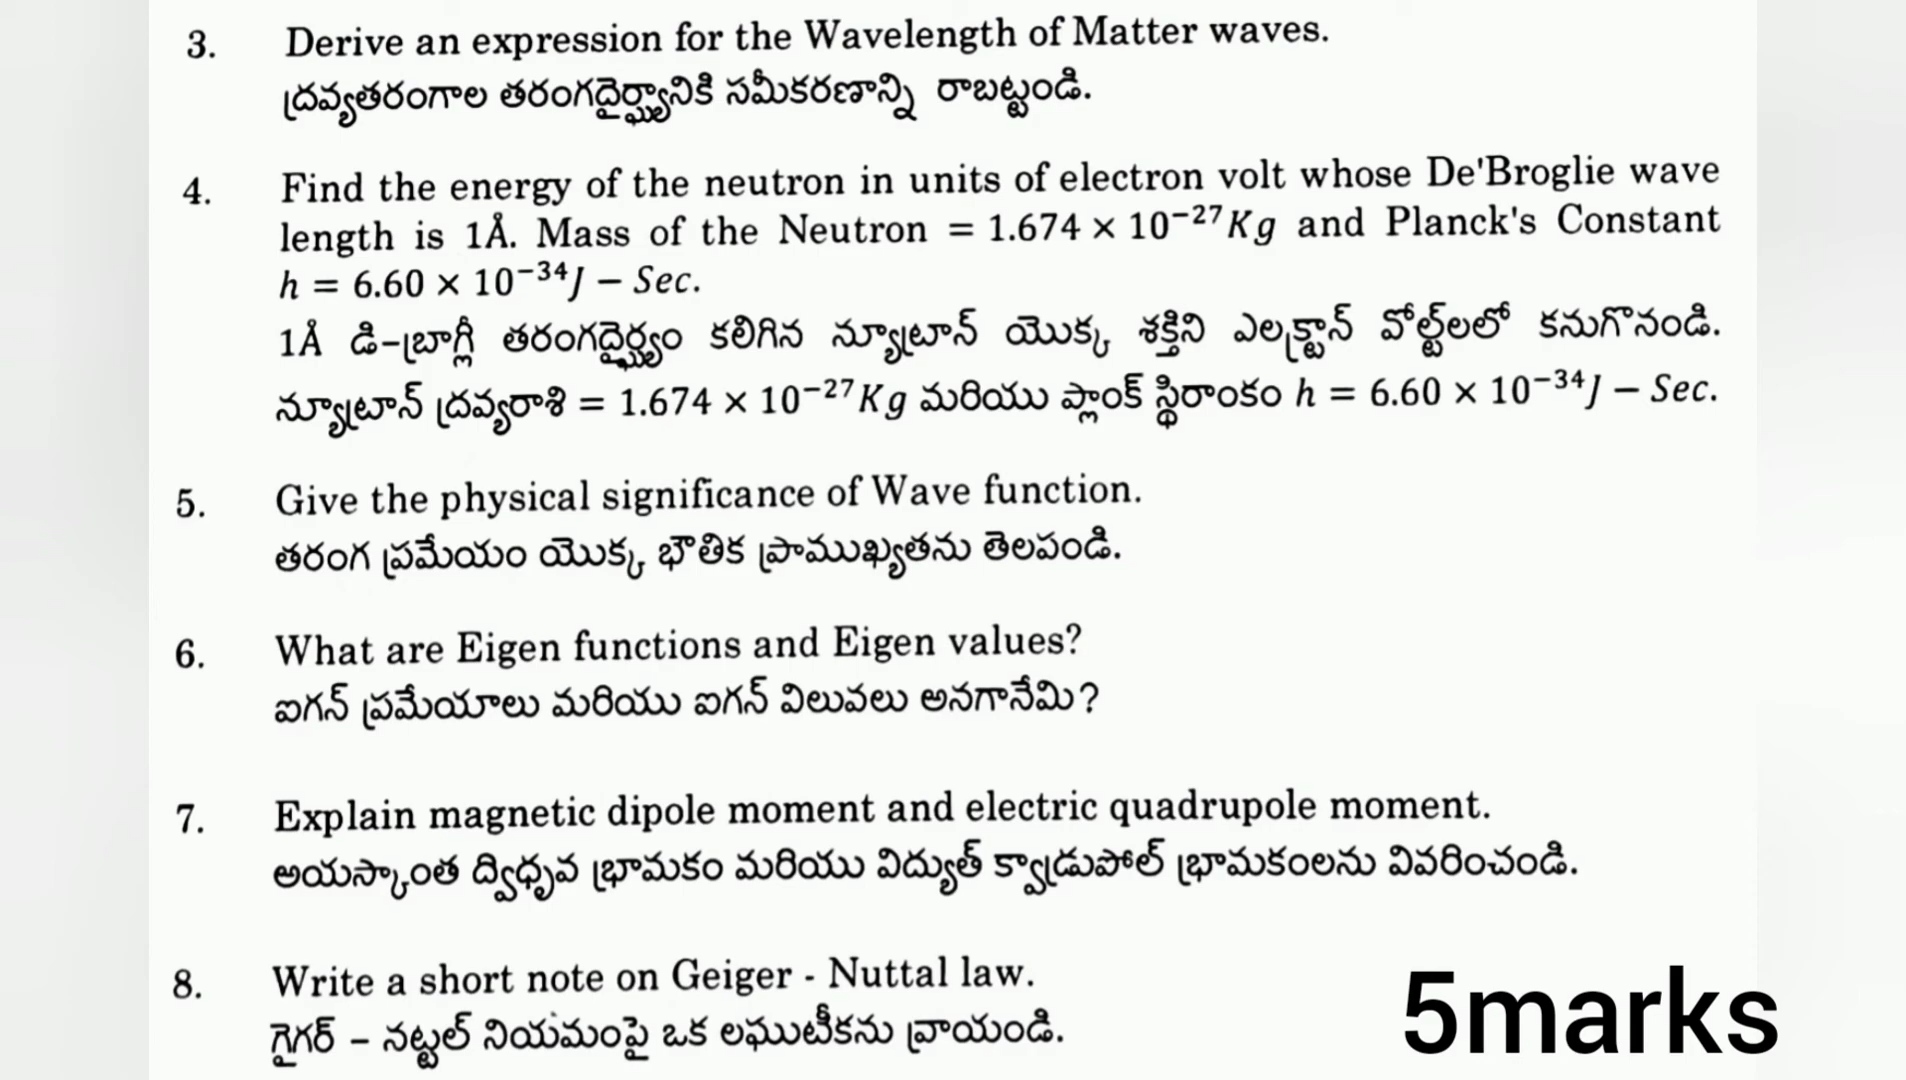 3. Derive an expression for the Wavelength of Matter waves.
ద్రవ్యతరంగాల తరంగదైర్ఘ్యానికి సమీకరణాన్ని రాబట్టండి.
4. Find the energy of the neutron in units of electron volt whose De'Broglie wave
length is 1Å. Mass of the Neutron = 1.674 × 10⁻²⁷Kg and Planck's Constant
h = 6.60 × 10⁻³⁴J − Sec.
1Å డి-బ్రాగ్లీ తరంగదైర్ఘ్యం కలిగిన న్యూట్రాన్ యొక్క శక్తిని ఎలక్ట్రాన్ వోల్ట్‌లలో కనుగొనండి.
న్యూట్రాన్ ద్రవ్యరాశి = 1.674 × 10⁻²⁷Kg మరియు ప్లాంక్ స్థిరాంకం h = 6.60 × 10⁻³⁴J − Sec.
5. Give the physical significance of Wave function.
తరంగ ప్రమేయం యొక్క భౌతిక ప్రాముఖ్యతను తెలపండి.
6. What are Eigen functions and Eigen values?
ఐగన్ ప్రమేయాలు మరియు ఐగన్ విలువలు అనగానేమి?
7. Explain magnetic dipole moment and electric quadrupole moment.
అయస్కాంత ద్విధృవ భ్రామకం మరియు విద్యుత్ క్వాడ్రుపోల్ భ్రామకంలను వివరించండి.
8. Write a short note on Geiger - Nuttal law.
గైగర్ – నట్టల్ నియమంపై ఒక లఘుటీకను వ్రాయండి.
5marks